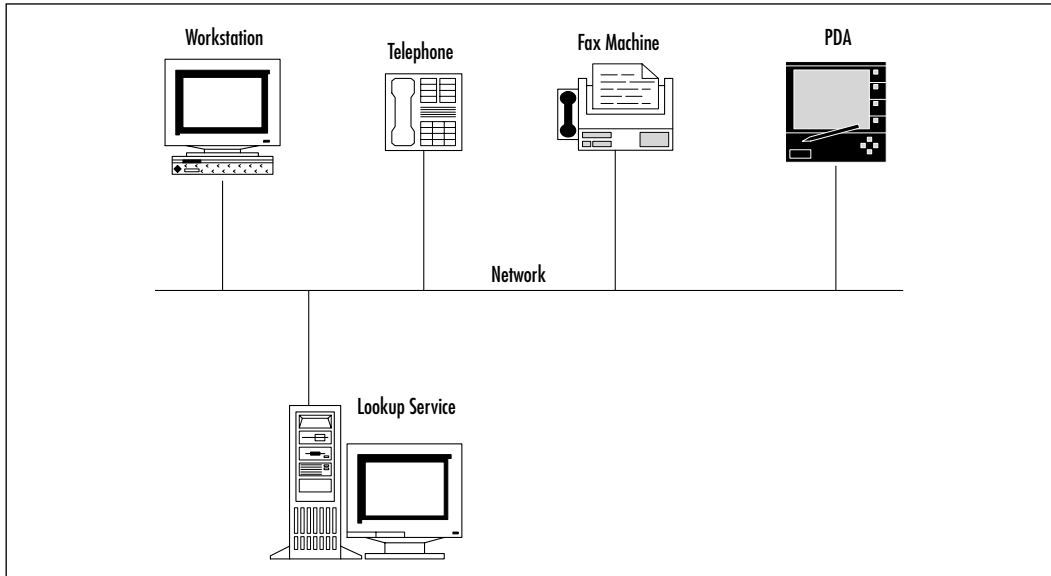 Workstation
Telephone
Fax Machine
PDA
Network
Lookup Service